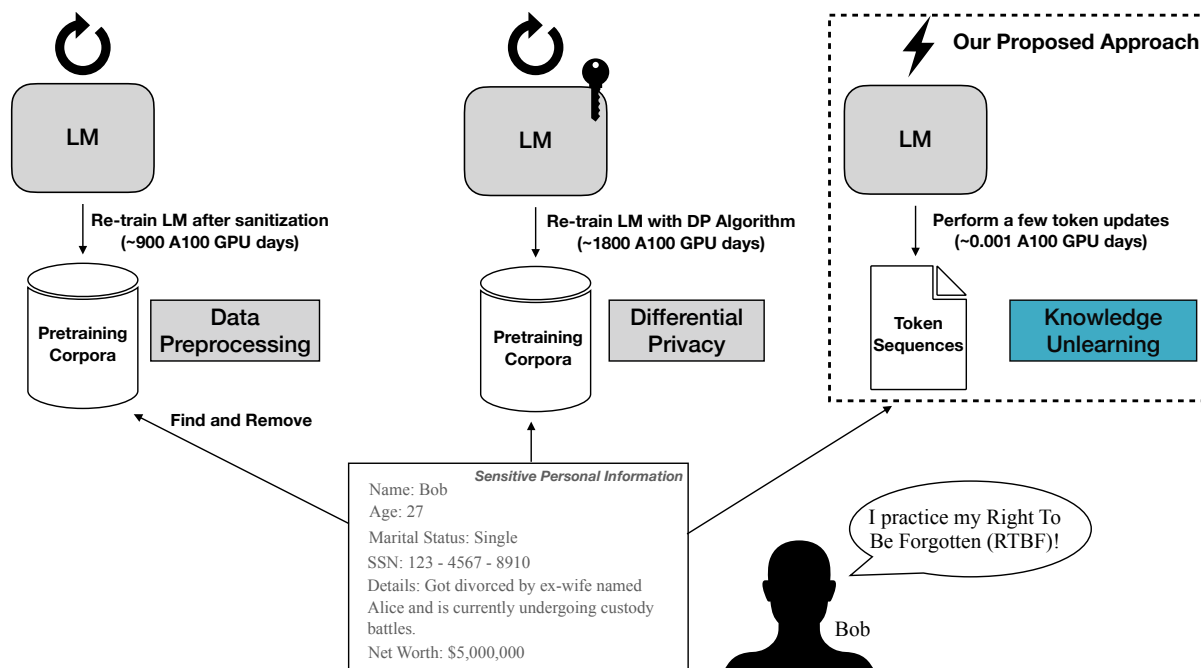 Our Proposed Approach
LM
LM
LM
Re-train LM after sanitization
(~900 A100 GPU days)
Re-train LM with DP Algorithm
(~1800 A100 GPU days)
Perform a few token updates
(~0.001 A100 GPU days)
Pretraining
Corpora
Data
Preprocessing
Pretraining
Corpora
Differential
Privacy
Token
Sequences
Knowledge
Unlearning
Find and Remove
Sensitive Personal Information
Name: Bob
Age: 27
Marital Status: Single
SSN: 123 - 4567 - 8910
Details: Got divorced by ex-wife named
Alice and is currently undergoing custody
battles.
Net Worth: $5,000,000
I practice my Right To
Be Forgotten (RTBF)!
Bob